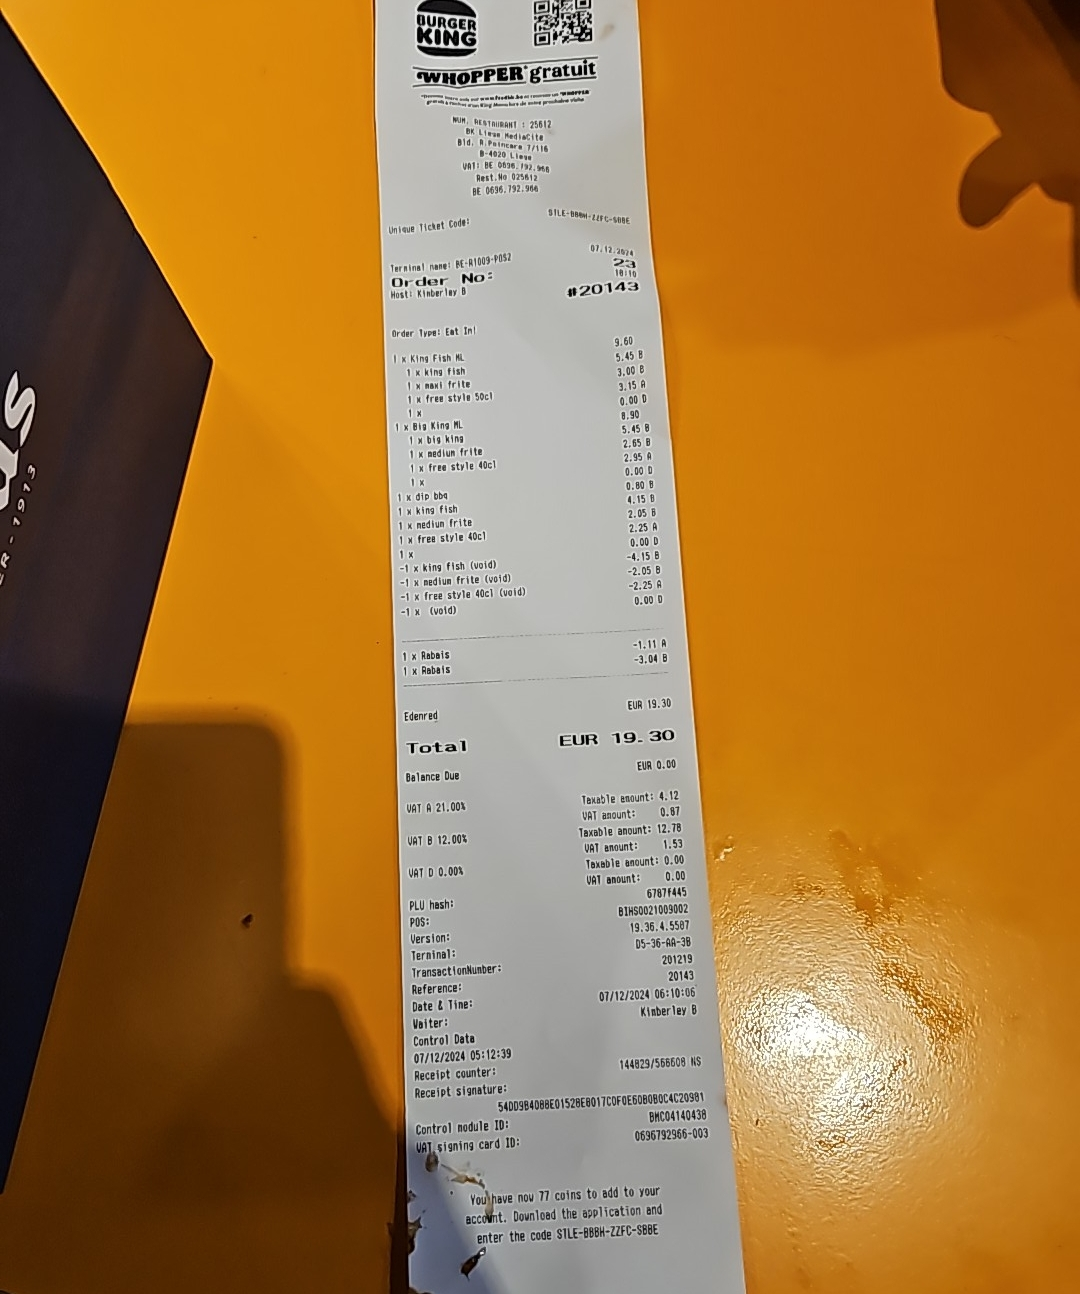 BURGER
KING
WHOPPER gratuit
NUM. RESTAURANT : 25612
BK Liege MediaCite
Bld. R.Poincare 7/116
B-4020 Liege
VAT: BE 0696.792.966
Rest.No 025612
BE 0696.792.966
Unique Ticket Code: S1LE-BBBH-ZZFC-SBBE
07.12.2024
Terminal name: BE-R1009-POS2 23
Order No: 18:10
Host: Kimberley B #20143
Order Type: Eat In!
1 x King Fish ML 9.60
1 x king fish 5.45 B
1 x maxi frite 3.00 B
1 x free style 50cl 3.15 A
1 x 0.00 D
1 x Big King ML 8.90
1 x big king 5.45 B
1 x medium frite 2.65 B
1 x free style 40cl 2.95 A
1 x 0.00 D
1 x dip bbq 0.80 B
1 x king fish 4.15 B
1 x medium frite 2.05 B
1 x free style 40cl 2.25 A
1 x 0.00 D
-1 x king fish (void) -4.15 B
-1 x medium frite (void) -2.05 B
-1 x free style 40cl (void) -2.25 A
-1 x (void) 0.00 D
1 x Rabais -1.11 A
1 x Rabais -3.04 B
Edenred EUR 19.30
Total EUR 19.30
Balance Due EUR 0.00
VAT A 21.00% Taxable amount: 4.12
VAT amount: 0.87
VAT B 12.00% Taxable amount: 12.78
VAT amount: 1.53
VAT D 0.00% Taxable amount: 0.00
VAT amount: 0.00
PLU hash: 6787f445
POS: BIHS0021009002
Version: 19.36.4.5587
Terminal: D5-36-AA-3B
TransactionNumber: 201219
Reference: 20143
Date & Time: 07/12/2024 06:10:06
Waiter: Kimberley B
Control Data
07/12/2024 05:12:39
Receipt counter: 144829/566608 NS
Receipt signature:
54DD9B408BE01528EB017C0F0E60B0B0C4C20981
Control module ID: BMC04140438
VAT signing card ID: 0696792966-003
You have now 77 coins to add to your
account. Download the application and
enter the code S1LE-BBBH-ZZFC-SBBE
ER-1973